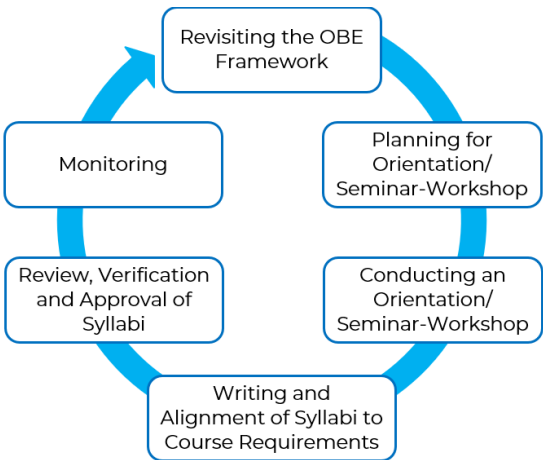 Revisiting the OBE
Framework
Planning for
Orientation/
Seminar-Workshop
Conducting an
Orientation/
Seminar-Workshop
Writing and
Alignment of Syllabi to
Course Requirements
Review, Verification
and Approval of
Syllabi
Monitoring